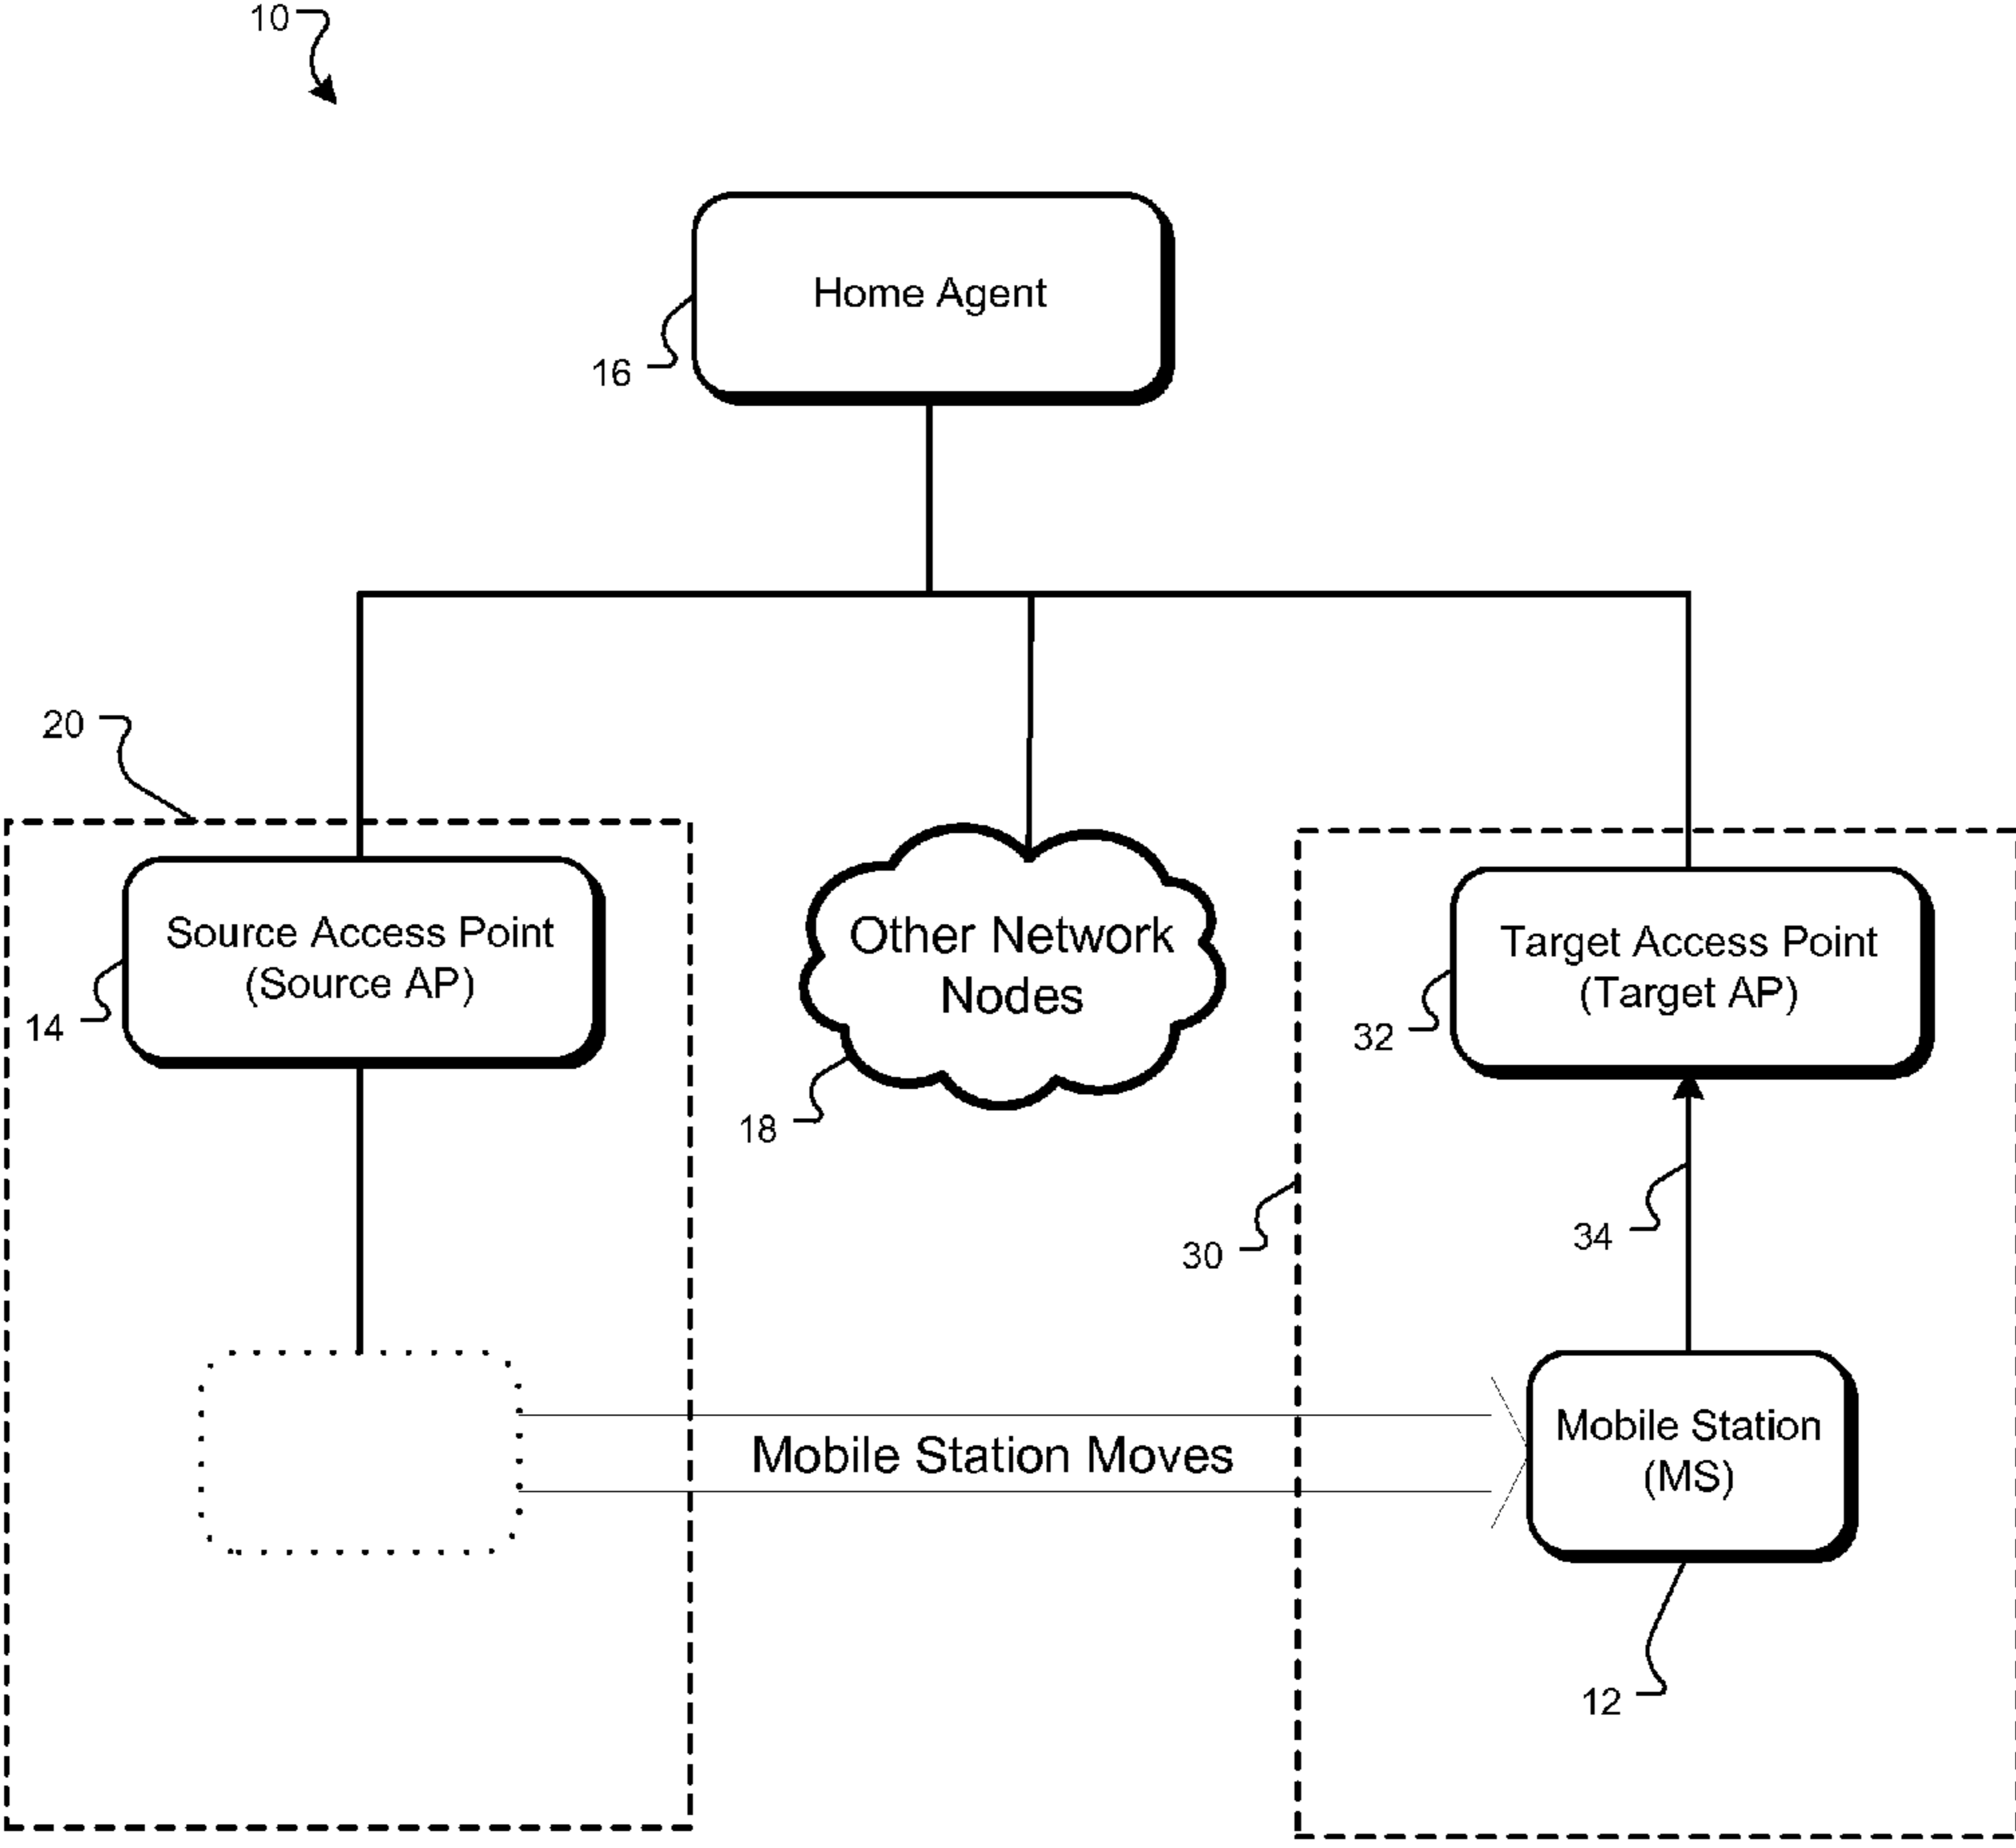 10
Home Agent
16
20
Source Access Point
(Source AP)
14
Other Network
Nodes
18
Target Access Point
(Target AP)
32
34
30
Mobile Station Moves
Mobile Station
(MS)
12